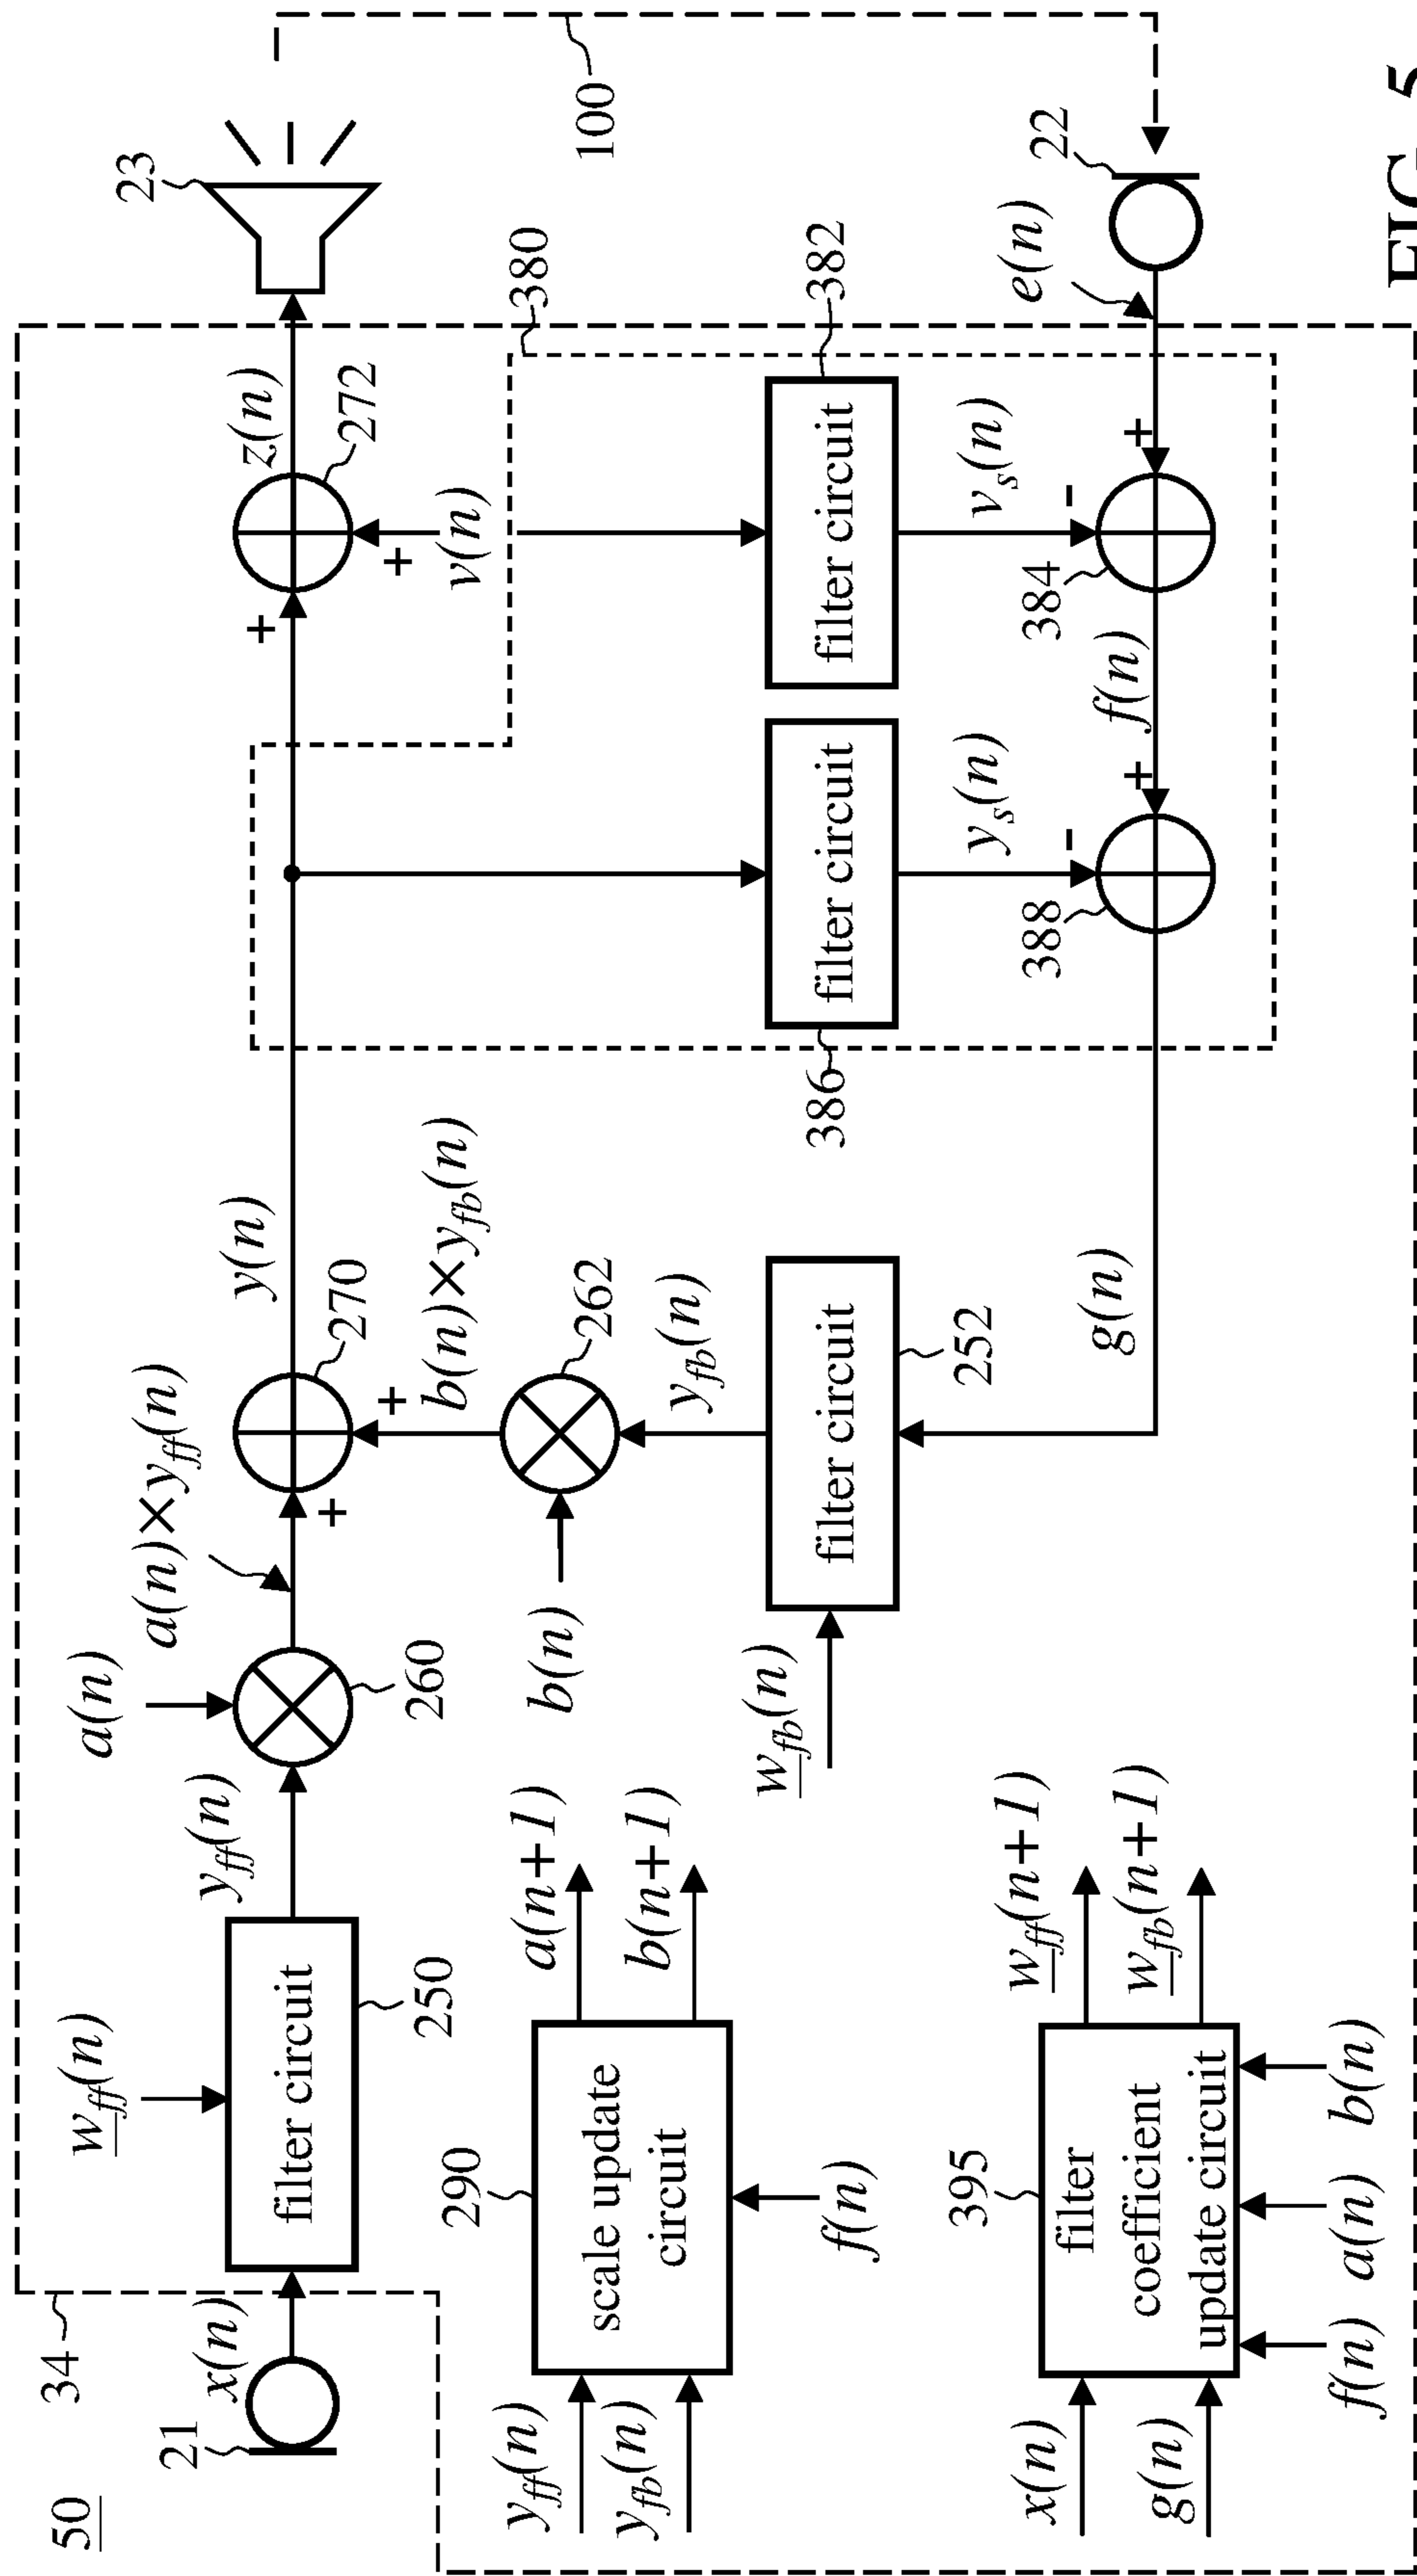 50
34
21
x(n)
w_ff(n)
filter circuit
250
y_ff(n)
a(n)
260
a(n)×y_ff(n)
+
270
+
b(n)×y_fb(n)
262
b(n)
y_fb(n)
w_fb(n)
filter circuit
252
g(n)
y(n)
+
272
+
v(n)
z(n)
23
100
380
382
filter circuit
v_s(n)
-
+
384
e(n)
22
386
filter circuit
y_s(n)
-
+
388
f(n)
y_ff(n)
y_fb(n)
290
scale update
circuit
f(n)
a(n+1)
b(n+1)
x(n)
g(n)
395
filter
coefficient
update circuit
f(n)
a(n)
b(n)
w_ff(n+1)
w_fb(n+1)
FIG. 5